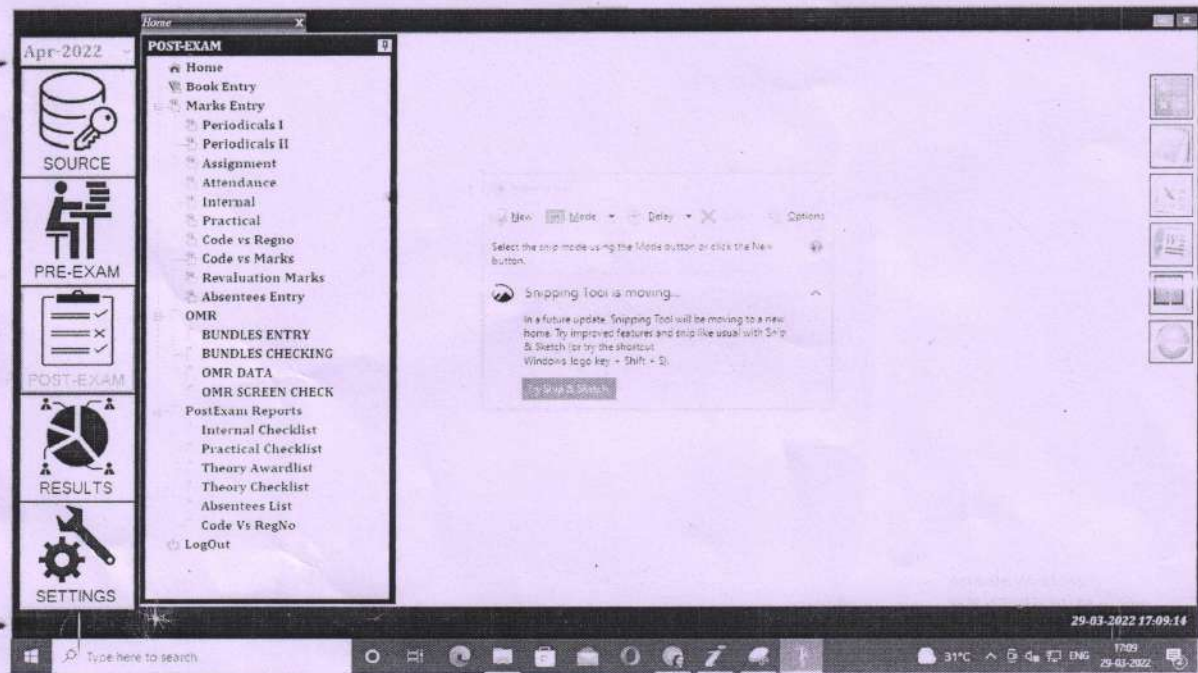 Home x
Apr-2022
POST-EXAM
Home
Book Entry
Marks Entry
Periodicals I
Periodicals II
Assignment
Attendance
Internal
Practical
Code vs Regno
Code vs Marks
Revaluation Marks
Absentees Entry
OMR
BUNDLES ENTRY
BUNDLES CHECKING
OMR DATA
OMR SCREEN CHECK
PostExam Reports
Internal Checklist
Practical Checklist
Theory Awardlist
Theory Checklist
Absentees List
Code Vs RegNo
LogOut
SOURCE
PRE-EXAM
POST-EXAM
RESULTS
SETTINGS
New Mode Delay Options
Select the snip mode using the Mode button or click the New
button.
Snipping Tool is moving...
In a future update, Snipping Tool will be moving to a new
home. Try improved features and snip like usual with Snip
& Sketch (or try the shortcut
Windows logo key + Shift + S).
Try Snip & Sketch
29-03-2022 17:09:14
Type here to search
31°C ENG
17:09
29-03-2022